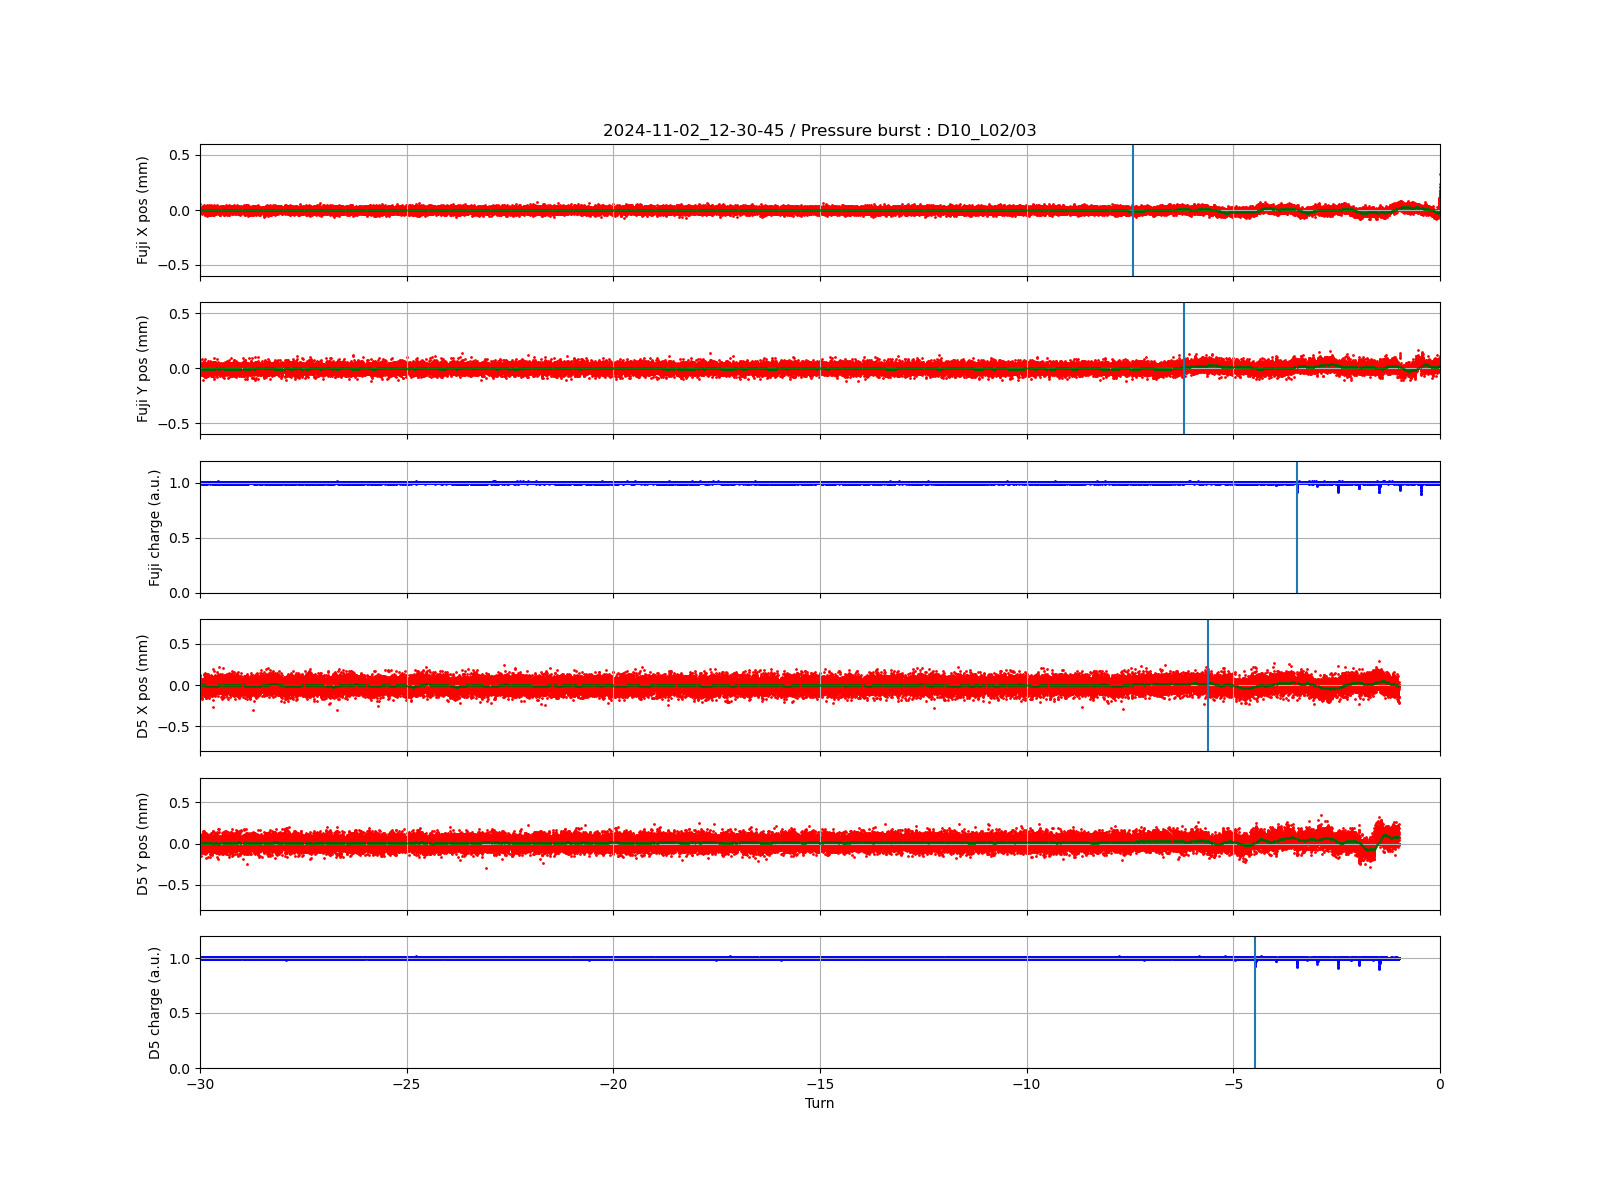 2024-11-02_12-30-45 / Pressure burst : D10_L02/03
Fuji X pos (mm)
0.5
0.0
−0.5
Fuji Y pos (mm)
0.5
0.0
−0.5
Fuji charge (a.u.)
1.0
0.5
0.0
D5 X pos (mm)
0.5
0.0
−0.5
D5 Y pos (mm)
0.5
0.0
−0.5
D5 charge (a.u.)
1.0
0.5
0.0
−30 −25 −20 −15 −10 −5 0
Turn